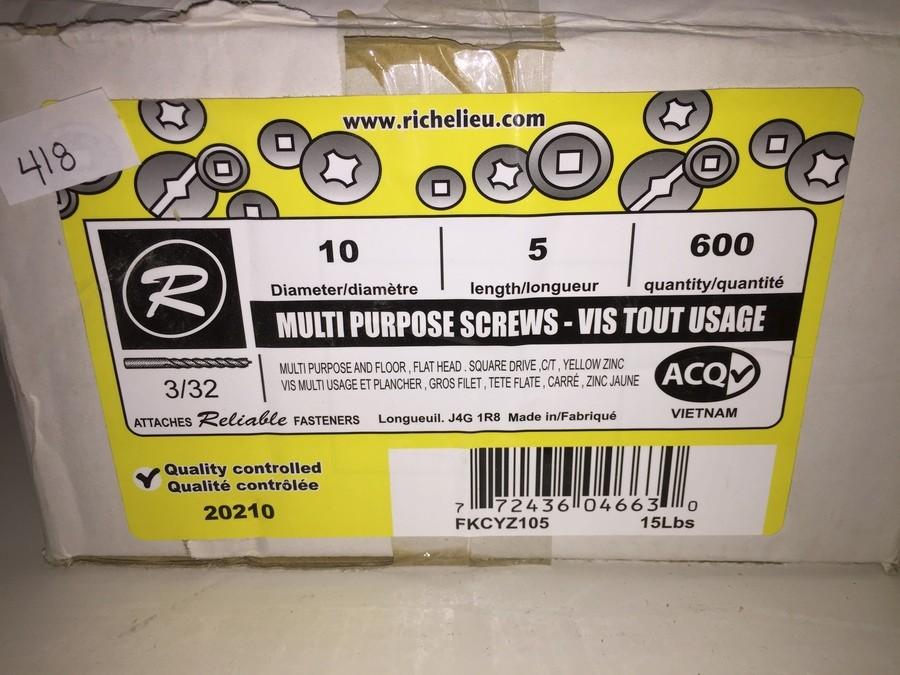 418
www.richelieu.com
R
10 5 600
Diameter/diamètre length/longueur quantity/quantité
MULTI PURPOSE SCREWS - VIS TOUT USAGE
3/32
MULTI PURPOSE AND FLOOR , FLAT HEAD . SQUARE DRIVE ,C/T , YELLOW ZINC
VIS MULTI USAGE ET PLANCHER , GROS FILET , TETE FLATE , CARRÉ , ZINC JAUNE
ACQ
VIETNAM
ATTACHES Reliable FASTENERS Longueuil. J4G 1R8 Made in/Fabriqué
Quality controlled
Qualité contrôlée
20210
7 72436 04663 0
FKCYZ105 15Lbs